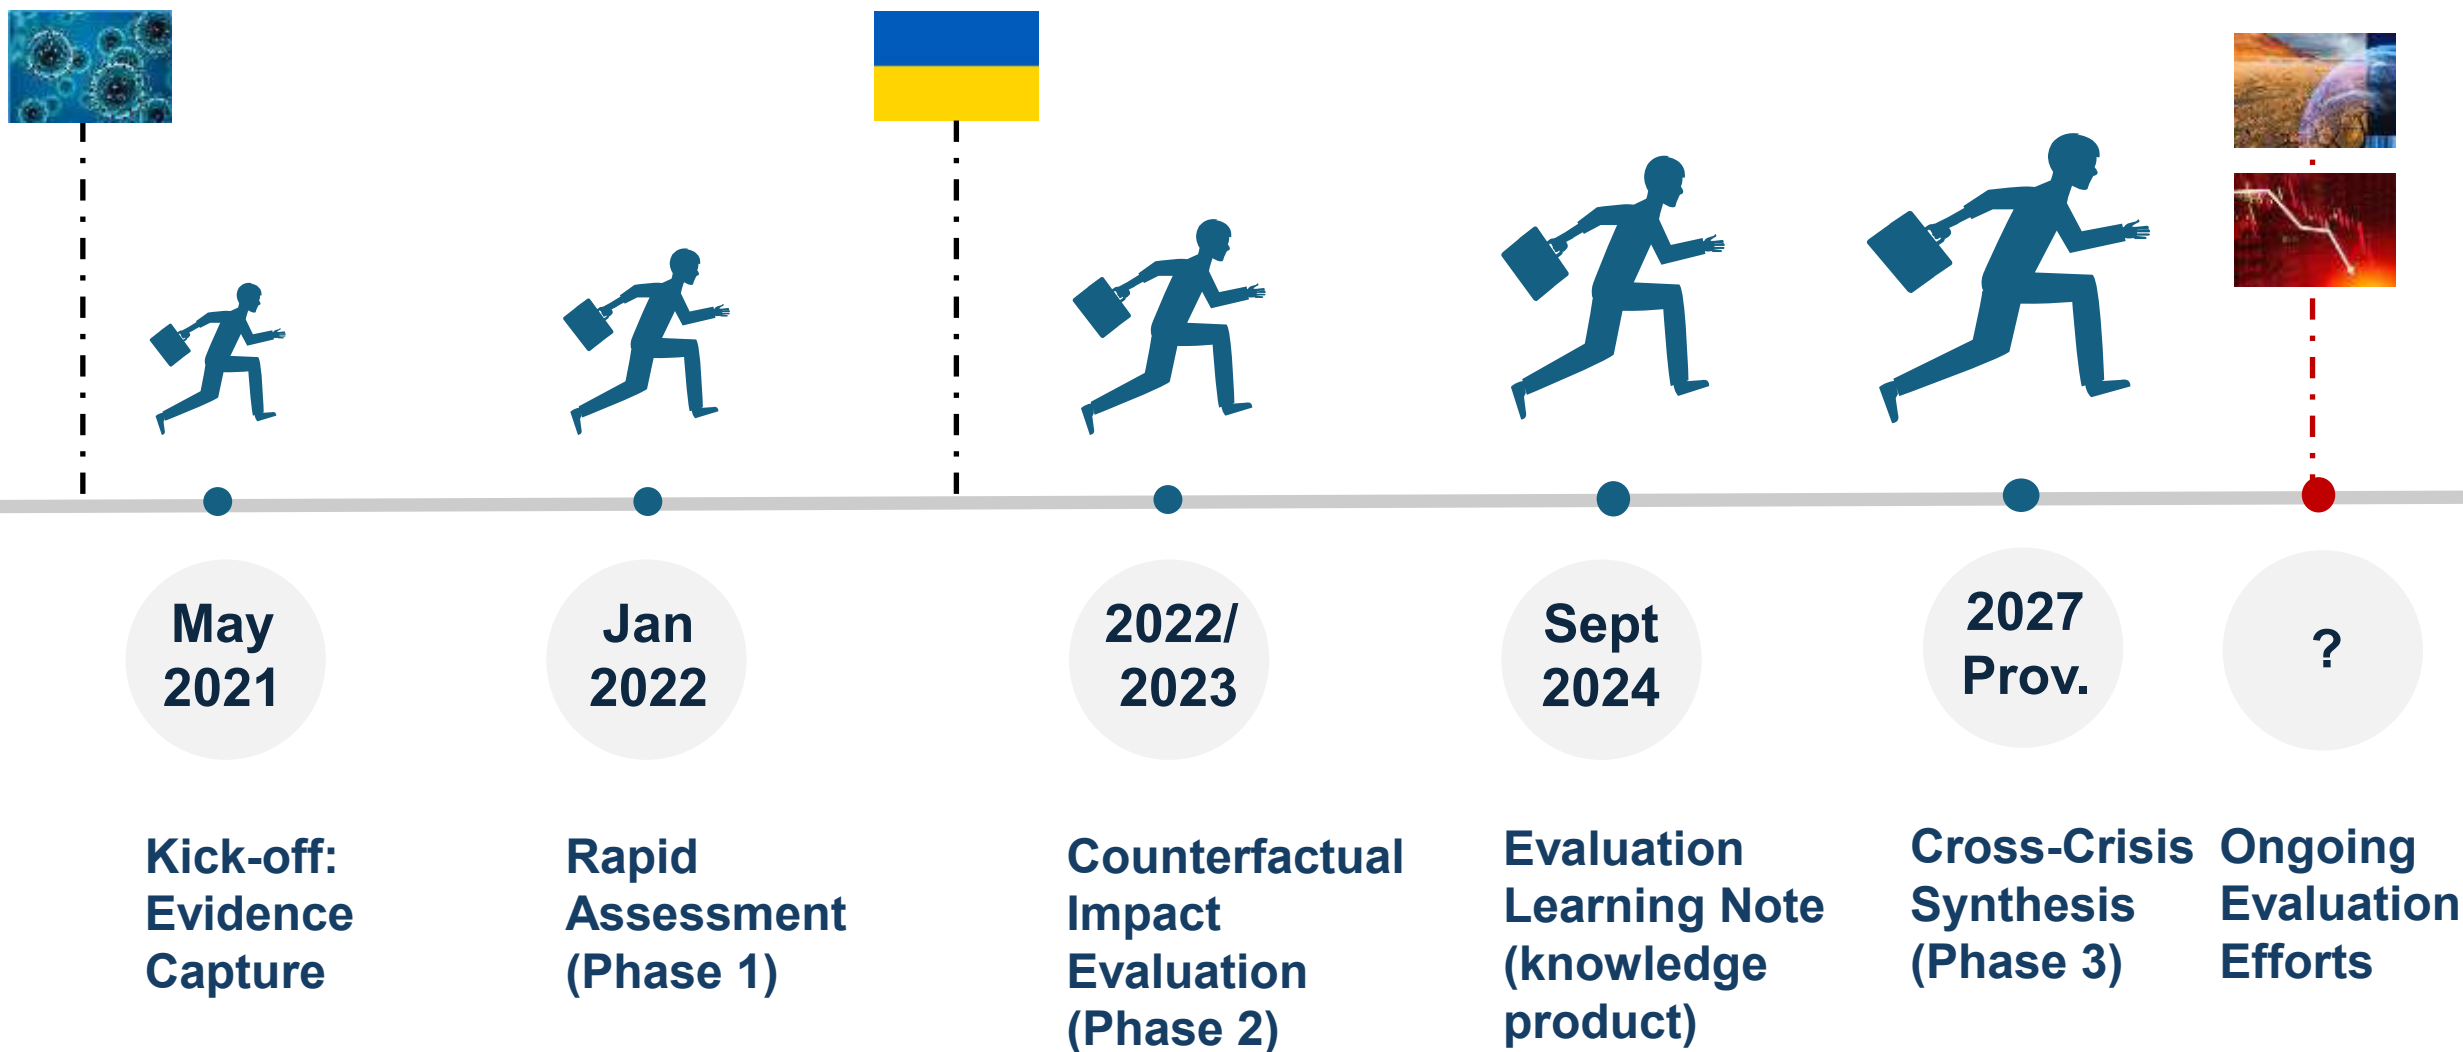 May
2021
Jan
2022
2022/
2023
Sept
2024
2027
Prov.
?
Kick-off:
Evidence
Capture
Rapid
Assessment
(Phase 1)
Counterfactual
Impact
Evaluation
(Phase 2)
Evaluation
Learning Note
(knowledge
product)
Cross-Crisis
Synthesis
(Phase 3)
Ongoing
Evaluation
Efforts